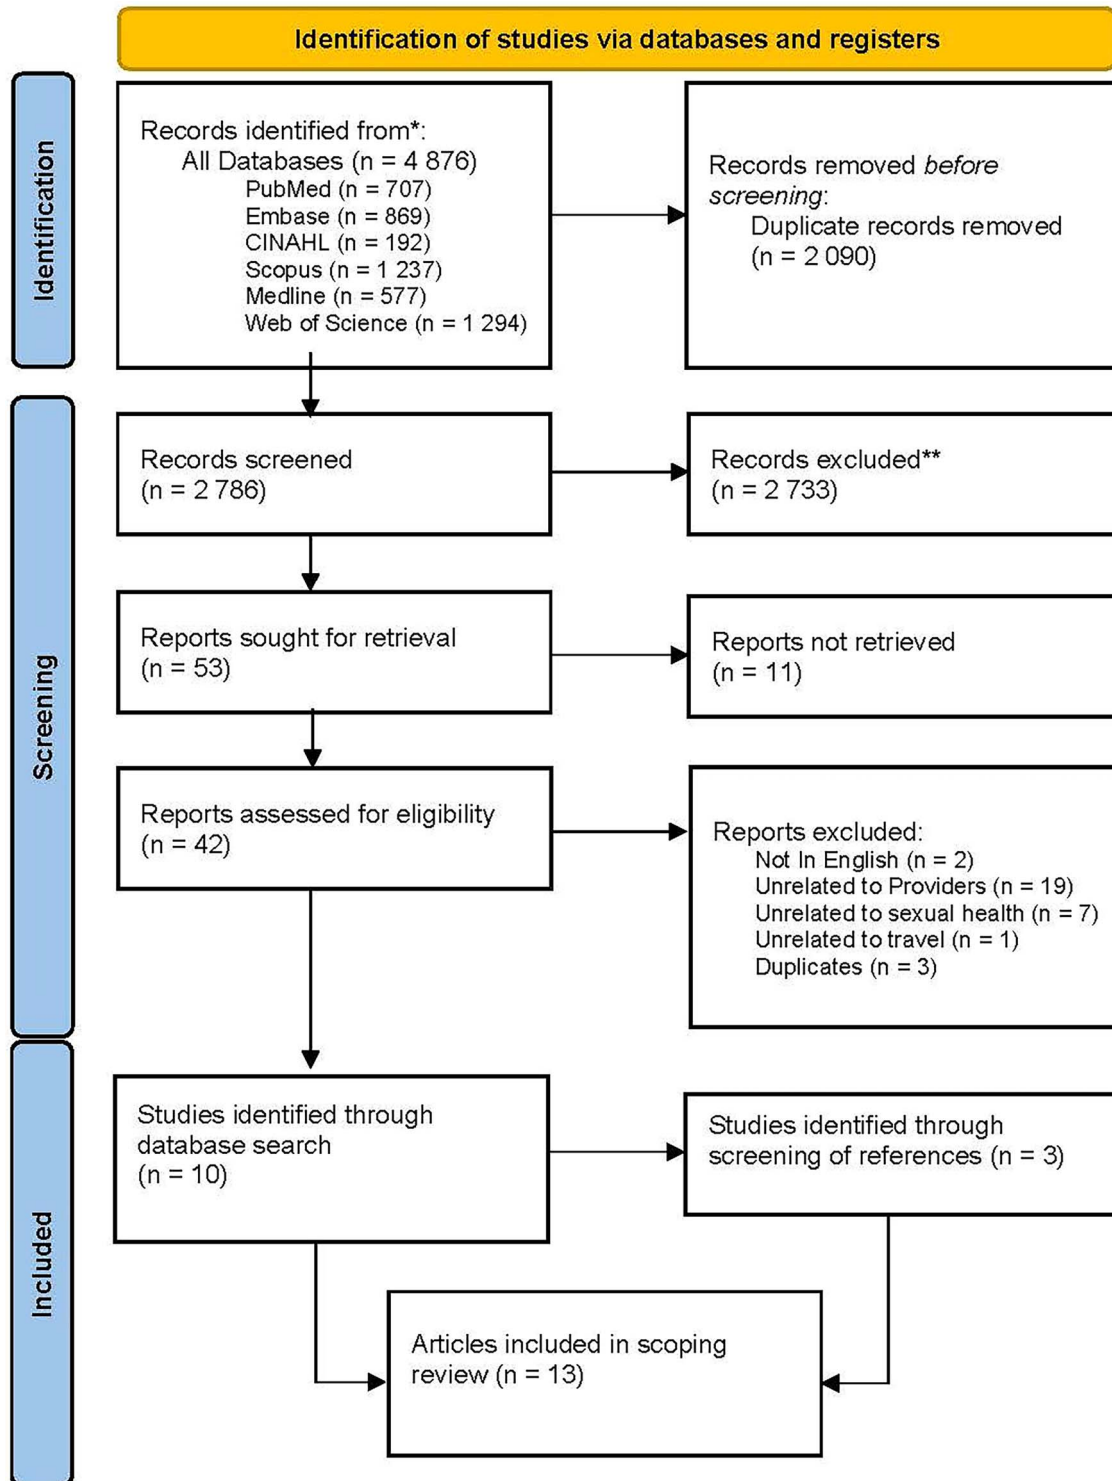 Identification of studies via databases and registers
Identification
Records identified from*:
All Databases (n = 4 876)
PubMed (n = 707)
Embase (n = 869)
CINAHL (n = 192)
Scopus (n = 1 237)
Medline (n = 577)
Web of Science (n = 1 294)
Records removed before
screening:
Duplicate records removed
(n = 2 090)
Screening
Records screened
(n = 2 786)
Records excluded**
(n = 2 733)
Reports sought for retrieval
(n = 53)
Reports not retrieved
(n = 11)
Reports assessed for eligibility
(n = 42)
Reports excluded:
Not In English (n = 2)
Unrelated to Providers (n = 19)
Unrelated to sexual health (n = 7)
Unrelated to travel (n = 1)
Duplicates (n = 3)
Included
Studies identified through
database search
(n = 10)
Studies identified through
screening of references (n = 3)
Articles included in scoping
review (n = 13)